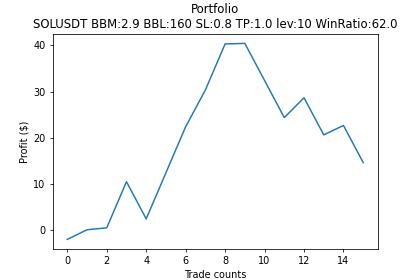 Portfolio
SOLUSDT BBM:2.9 BBL:160 SL:0.8 TP:1.0 lev:10 WinRatio:62.0
40
30
20
10
0
Profit ($)
0 2 4 6 8 10 12 14
Trade counts